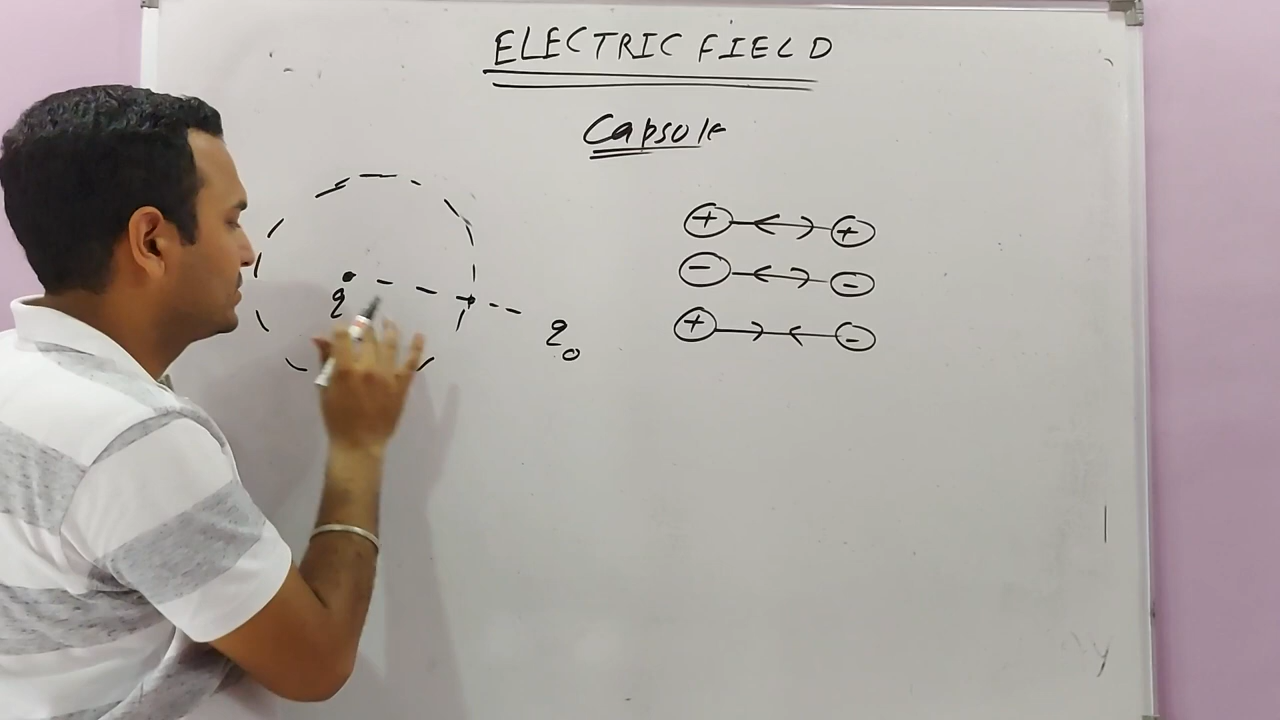 ELECTRIC FIELD
Capsule
+ +
q
- -
q₀
+ -